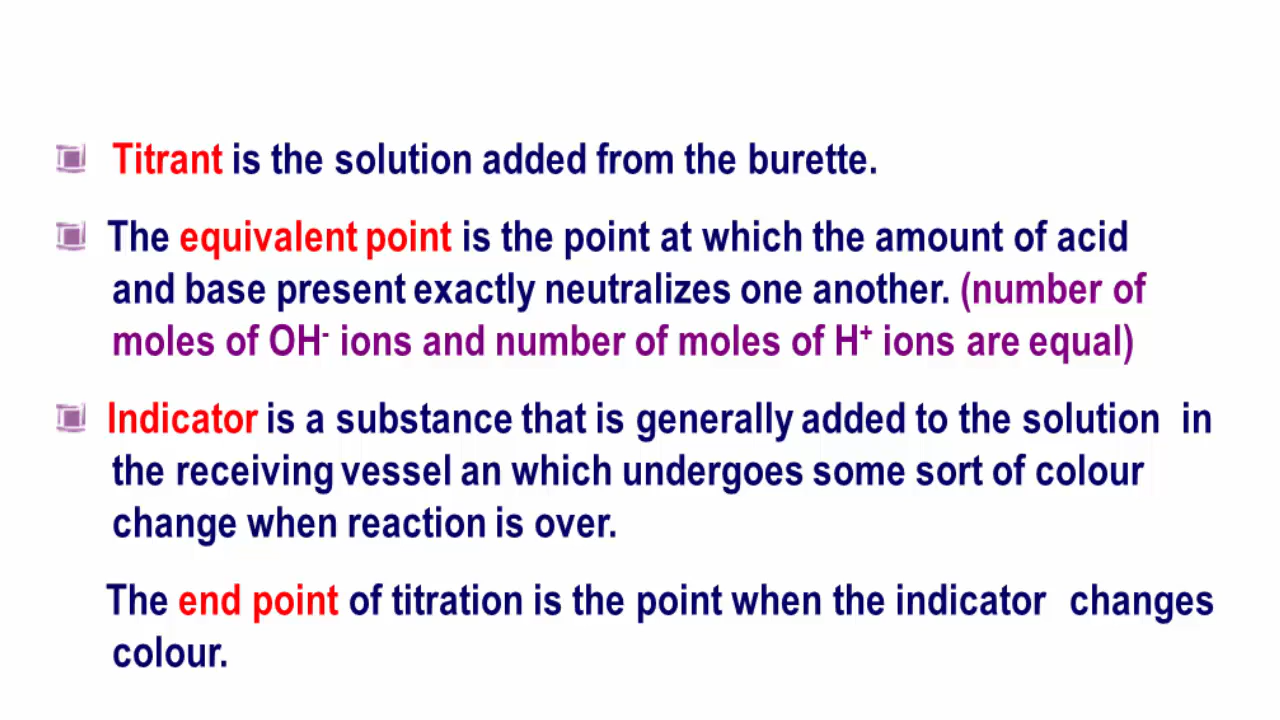 Titrant is the solution added from the burette.
The equivalent point is the point at which the amount of acid
and base present exactly neutralizes one another. (number of
moles of OH⁻ ions and number of moles of H⁺ ions are equal)
Indicator is a substance that is generally added to the solution in
the receiving vessel an which undergoes some sort of colour
change when reaction is over.
The end point of titration is the point when the indicator changes
colour.